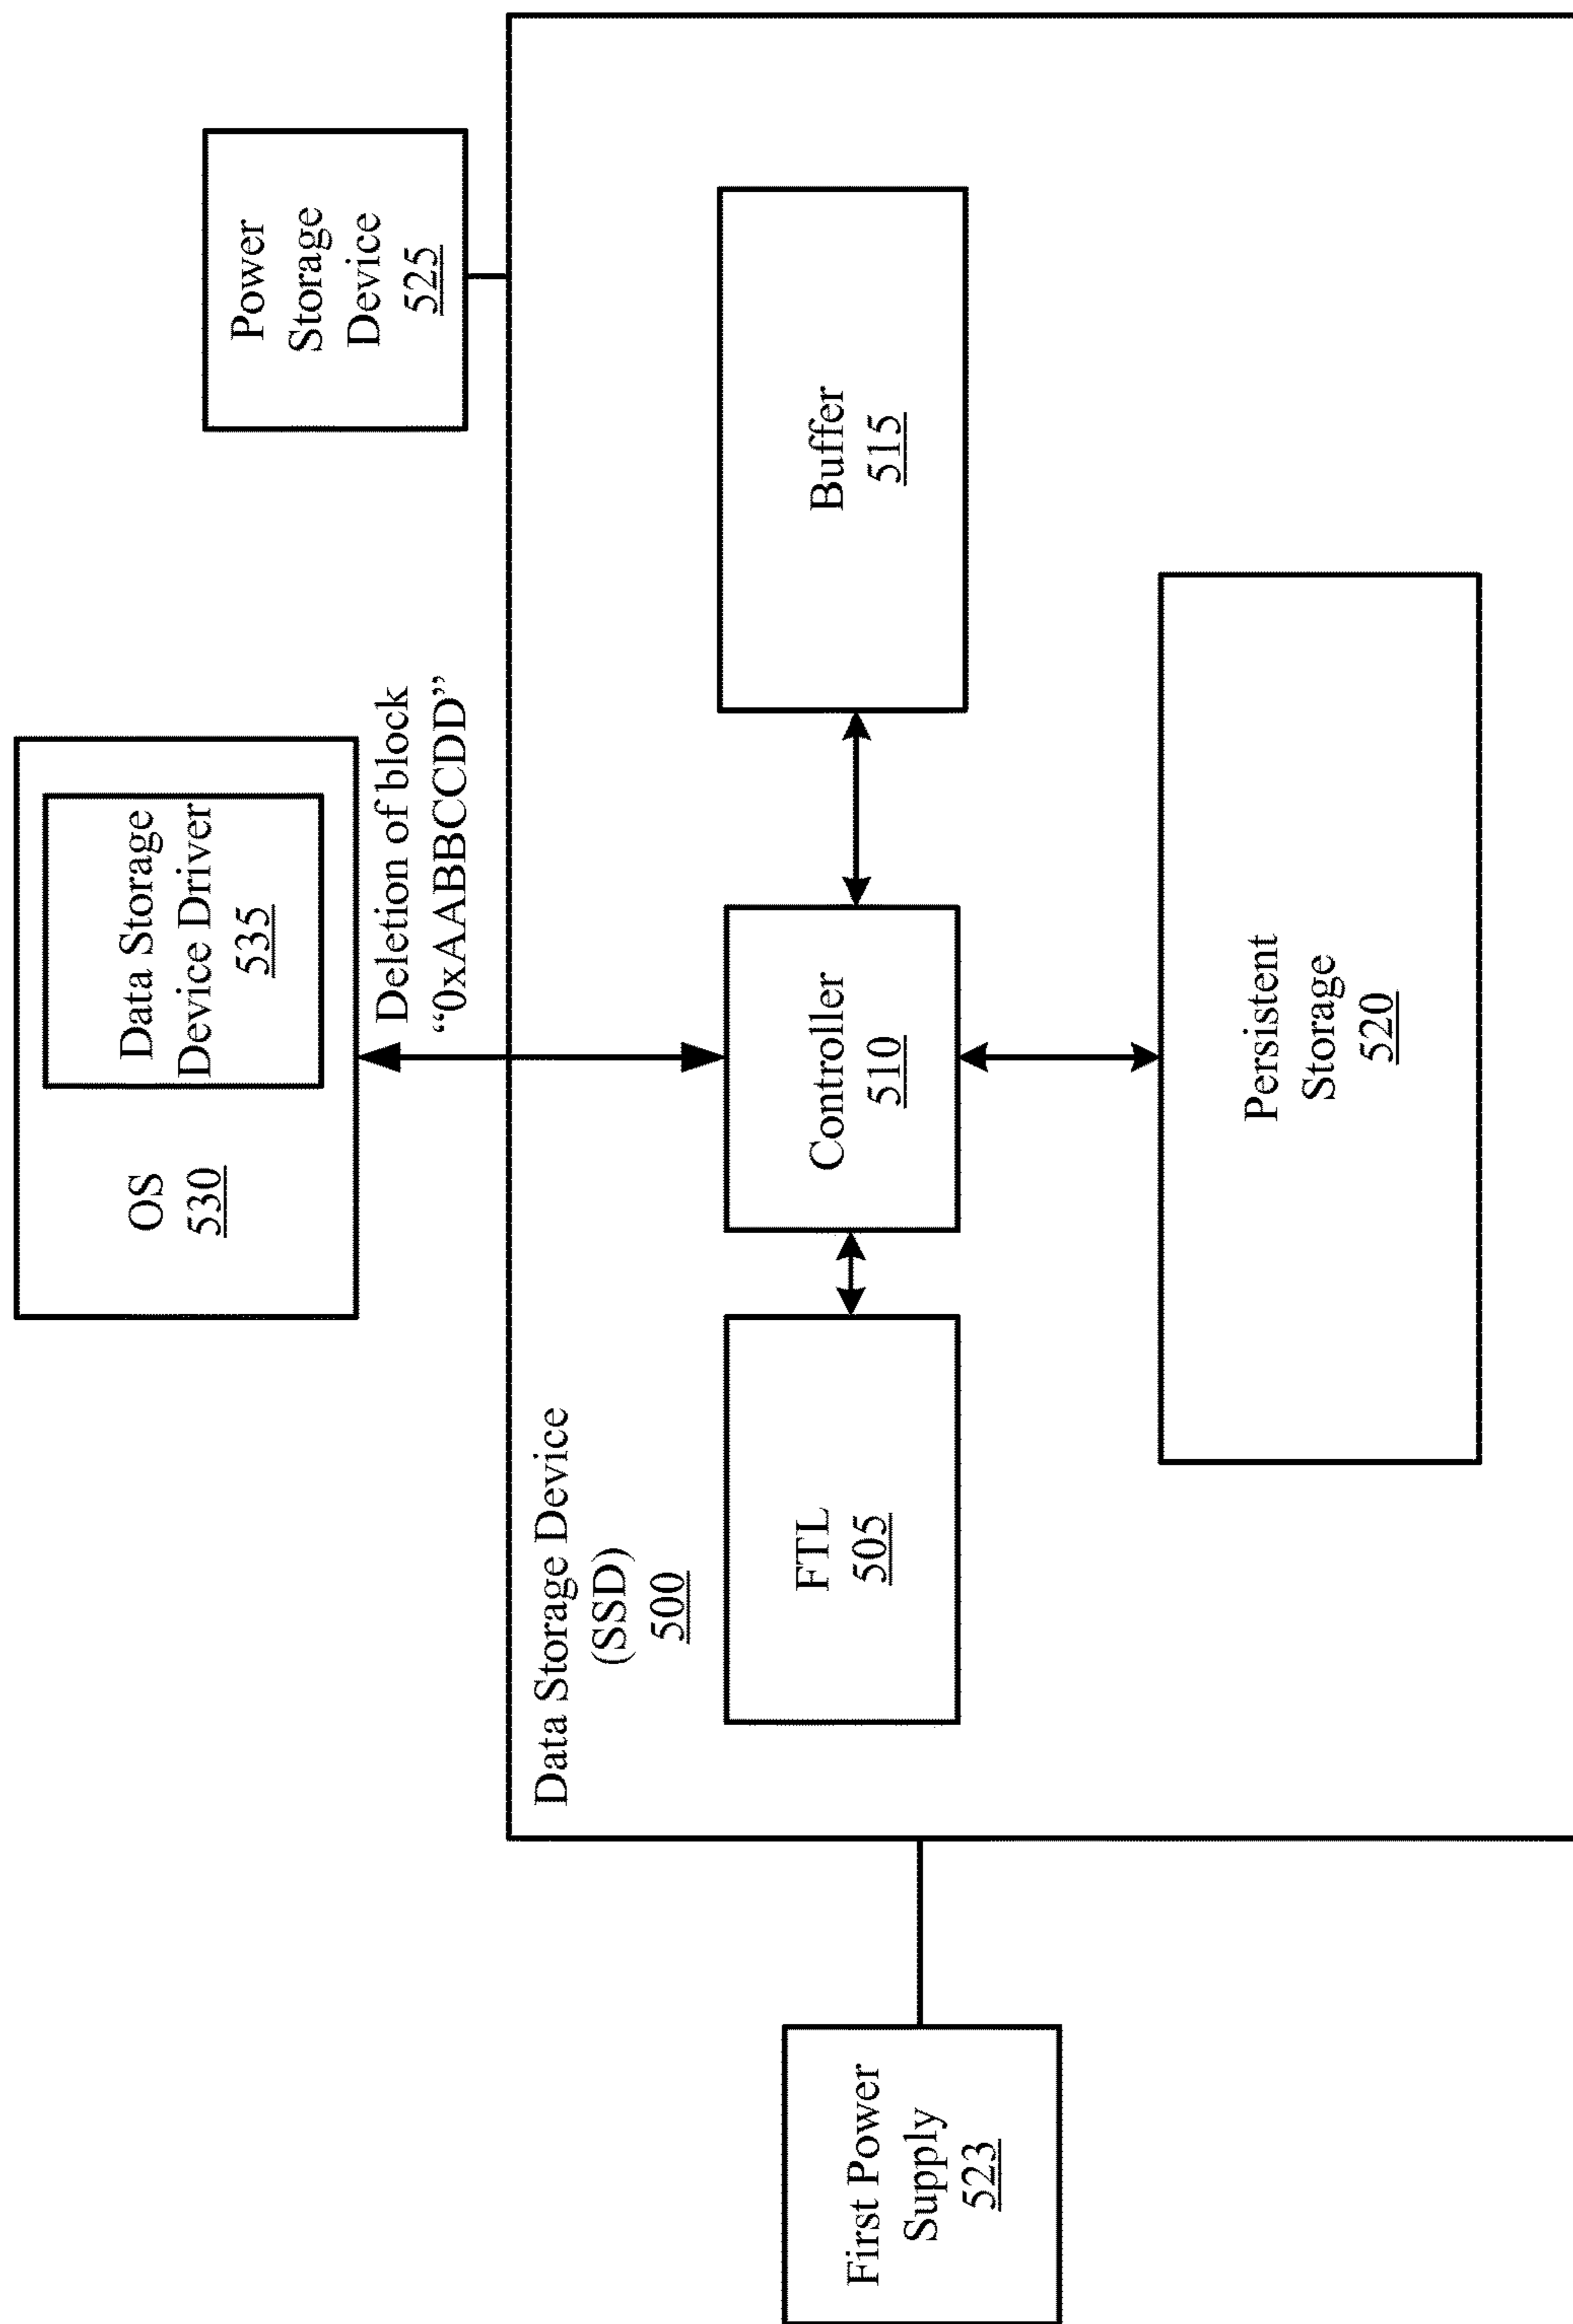 OS
530
Data Storage
Device Driver
535
Power
Storage
Device
525
Deletion of block
“0xAABBCCDD”
Data Storage Device
(SSD)
500
First Power
Supply
523
FTL
505
Controller
510
Buffer
515
Persistent
Storage
520